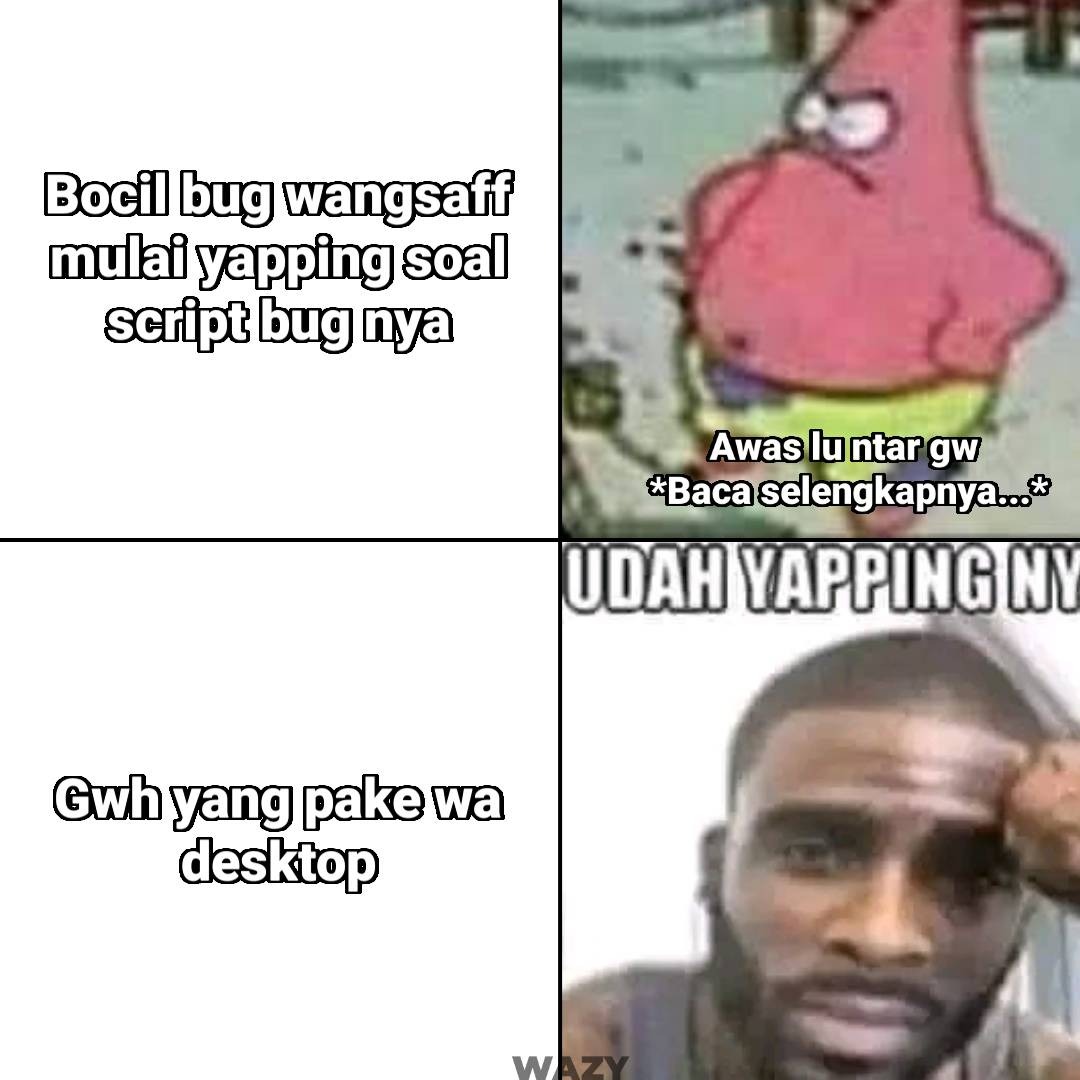 Bocil bug wangsaff
mulai yapping soal
script bug nya
Awas lu ntar gw
*Baca selengkapnya...*
UDAH YAPPING NY
Gwh yang pake wa
desktop
WAZY